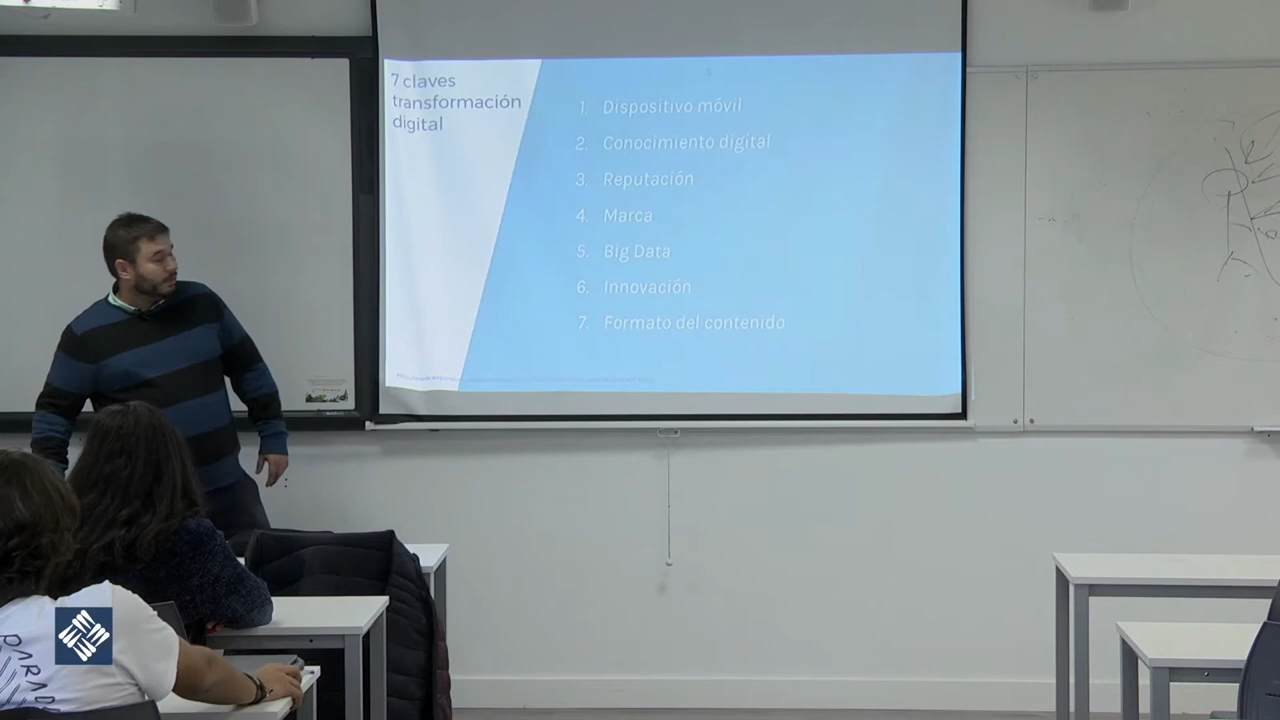 7 claves
transformación
digital
1. Dispositivo móvil
2. Conocimiento digital
3. Reputación
4. Marca
5. Big Data
6. Innovación
7. Formato del contenido
PARAD